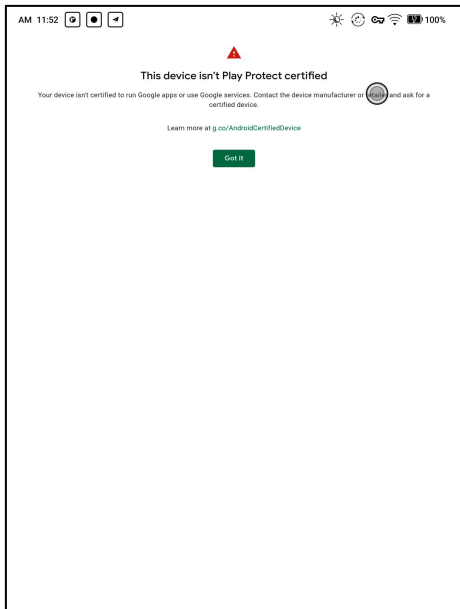 AM 11:52 100%
This device isn't Play Protect certified
Your device isn't certified to run Google apps or use Google services. Contact the device manufacturer or retailer and ask for a
certified device.
Learn more at g.co/AndroidCertifiedDevice
Got it